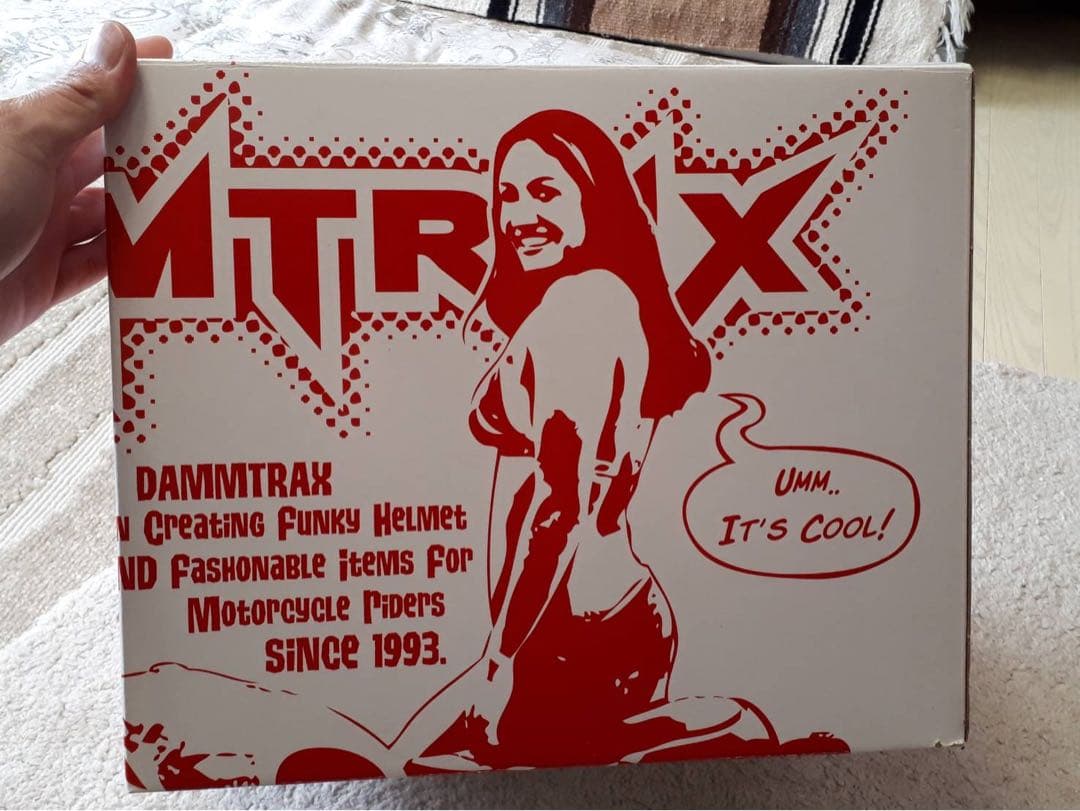 MTRAX
DAMMTRAX
N CREATING FUNKY HELMET
ND FASHONABLE ITEMS FOR
MOTORCYCLE RIDERS
SINCE 1993.
UMM..
IT'S COOL!